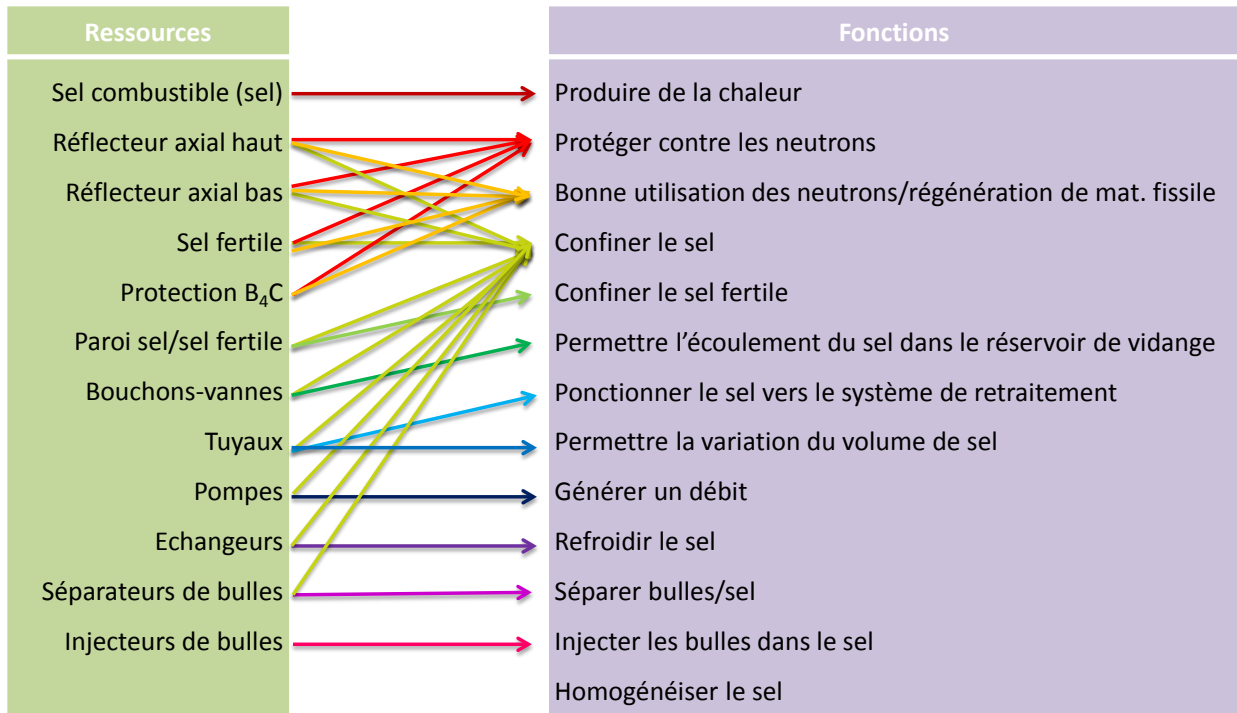 Ressources
Fonctions
Sel combustible (sel)
Produire de la chaleur
Réflecteur axial haut
Protéger contre les neutrons
Réflecteur axial bas
Bonne utilisation des neutrons/régénération de mat. fissile
Sel fertile
Confiner le sel
Protection B₄C
Confiner le sel fertile
Paroi sel/sel fertile
Permettre l’écoulement du sel dans le réservoir de vidange
Bouchons-vannes
Ponctionner le sel vers le système de retraitement
Tuyaux
Permettre la variation du volume de sel
Pompes
Générer un débit
Echangeurs
Refroidir le sel
Séparateurs de bulles
Séparer bulles/sel
Injecteurs de bulles
Injecter les bulles dans le sel
Homogénéiser le sel